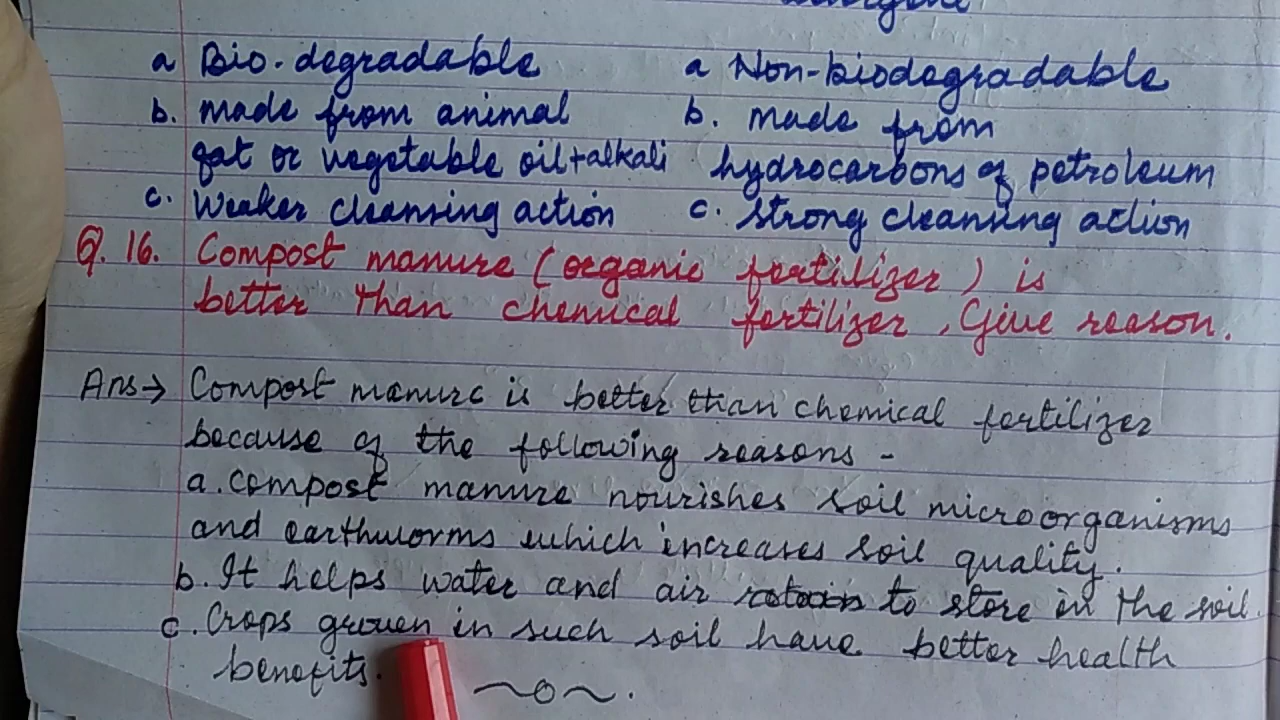 detergent
a Bio-degradable
a Non-biodegradable
b. made from animal
b. made from
fat or vegetable oil+alkali
hydrocarbons of petroleum
c. Weaker cleansing action
c. strong cleansing action
Q. 16. Compost manure (organic fertilizer) is
better than chemical fertilizer, Give reason.
Ans→ Compost manure is better than chemical fertilizer
because of the following reasons -
a. compost manure nourishes soil microorganisms
and earthworms which increases soil quality.
b. It helps water and air retain to store in the soil.
c. Crops grown in such soil have better health
benefits.